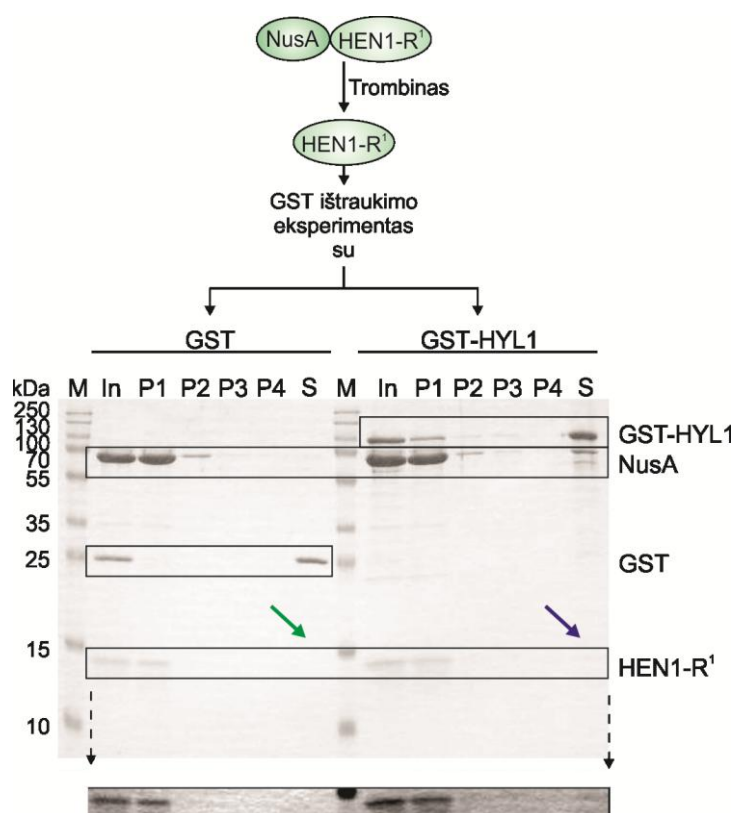 NusA HEN1-R¹
Trombinas
HEN1-R¹
GST ištraukimo
eksperimentas
su
GST GST-HYL1
kDa M In P1 P2 P3 P4 S M In P1 P2 P3 P4 S
250
130
100
70
55
35
25
15
10
GST-HYL1
NusA
GST
HEN1-R¹